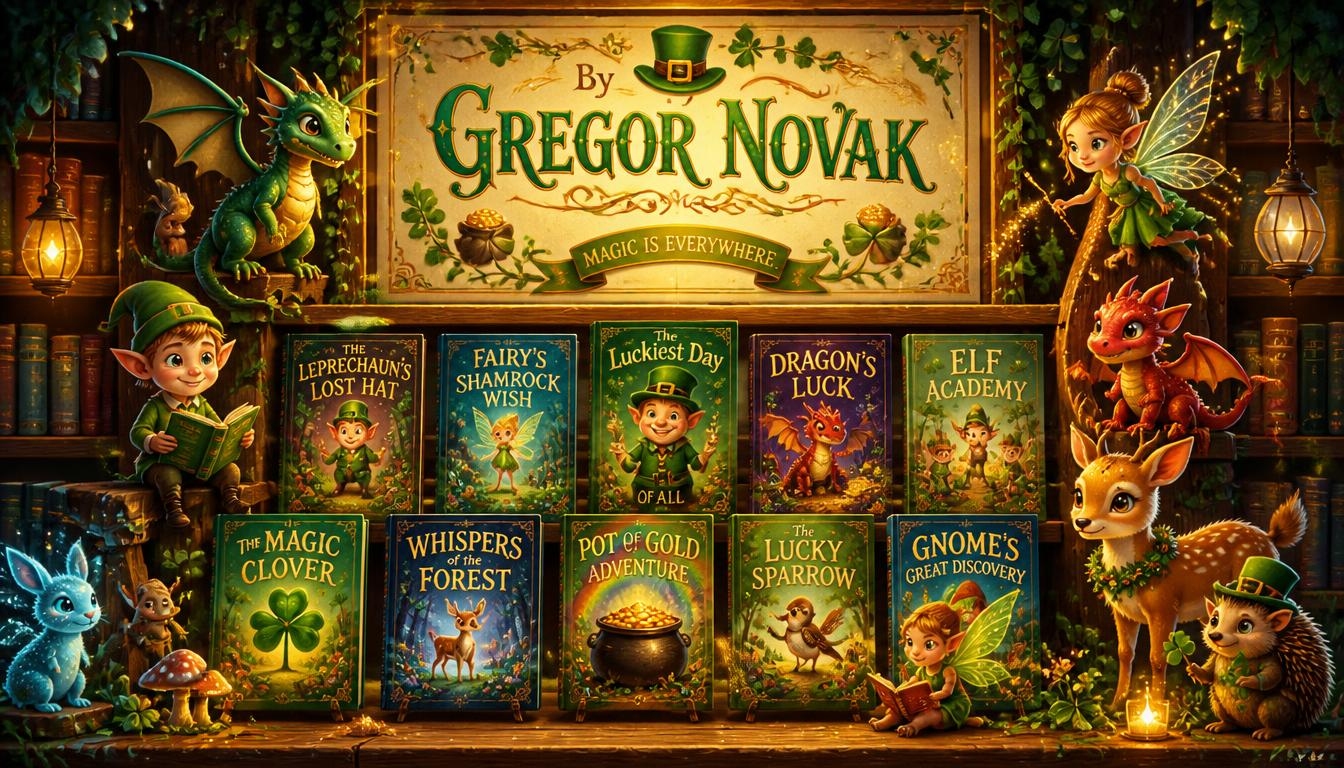 By
GREGOR NOVAK
MAGIC IS EVERYWHERE.
THE
LEPRECHAUN'S
LOST HAT
FAIRY'S
SHAMROCK
WISH
The
Luckiest Day
OF ALL
DRAGON'S
LUCK
ELF
ACADEMY
THE MAGIC
CLOVER
WHISPERS
of the
FOREST
POT OF GOLD
ADVENTURE
The
LUCKY
SPARROW
GNOME'S
GREAT DISCOVERY